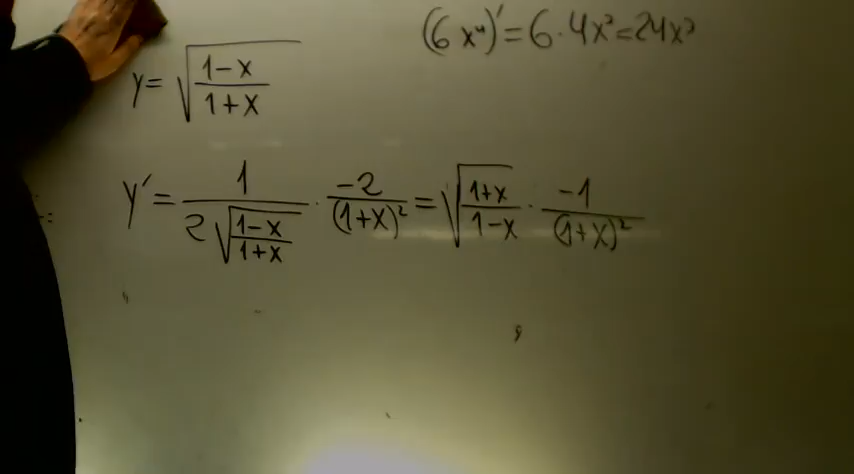 (6x⁴)' = 6·4x³ = 24x³
y = √((1-x)/(1+x))
y' = 1/(2√((1-x)/(1+x))) · (-2)/((1+x)²) = √((1+x)/(1-x)) · (-1)/((1+x)²)